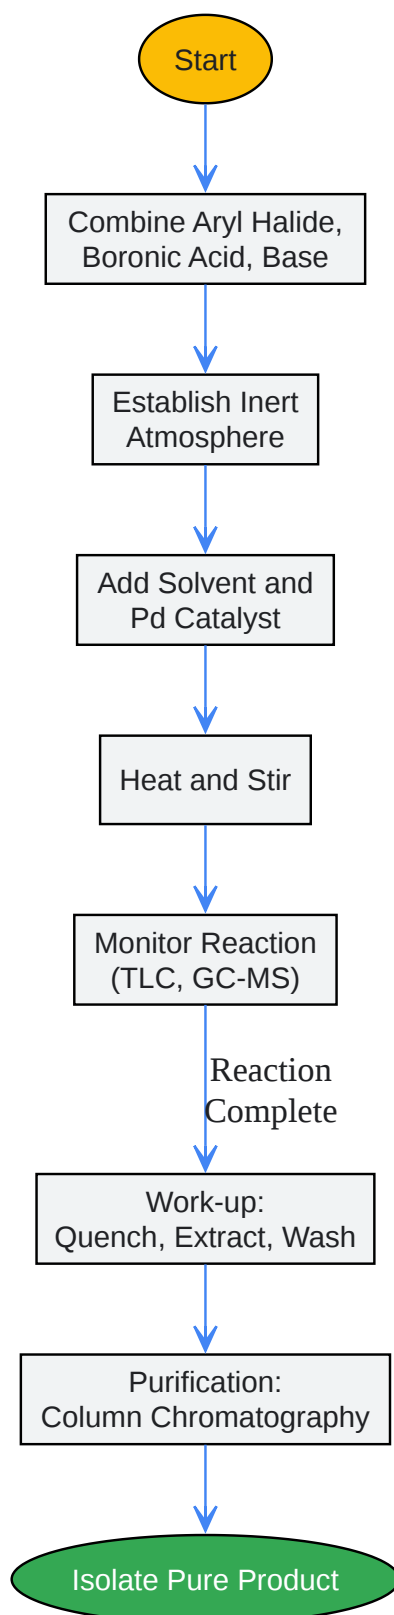 Start
Combine Aryl Halide,
Boronic Acid, Base
Establish Inert
Atmosphere
Add Solvent and
Pd Catalyst
Heat and Stir
Monitor Reaction
(TLC, GC-MS)
Reaction
Complete
Work-up:
Quench, Extract, Wash
Purification:
Column Chromatography
Isolate Pure Product